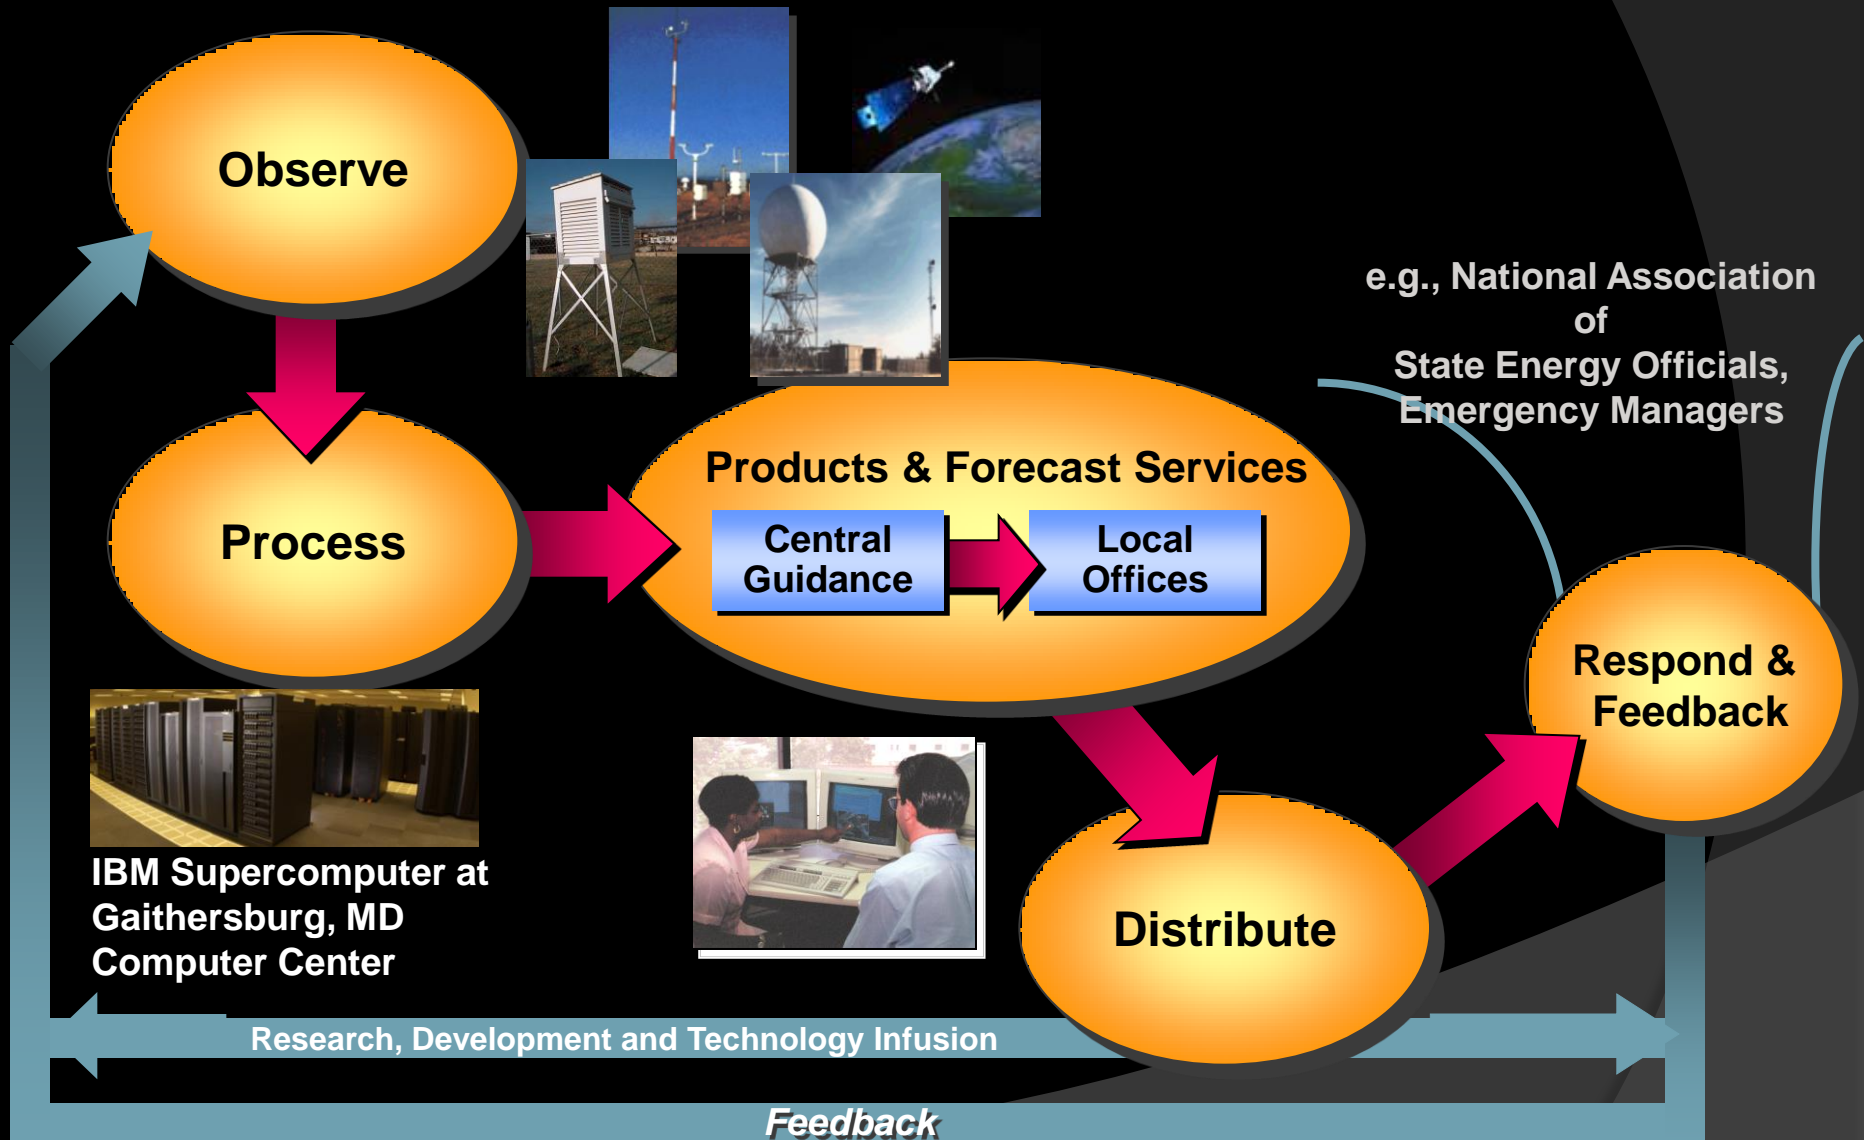 Observe
e.g., National Association
of
State Energy Officials,
Emergency Managers
Products & Forecast Services
Central
Guidance
Local
Offices
Process
Respond &
Feedback
IBM Supercomputer at
Gaithersburg, MD
Computer Center
Distribute
Research, Development and Technology Infusion
Feedback